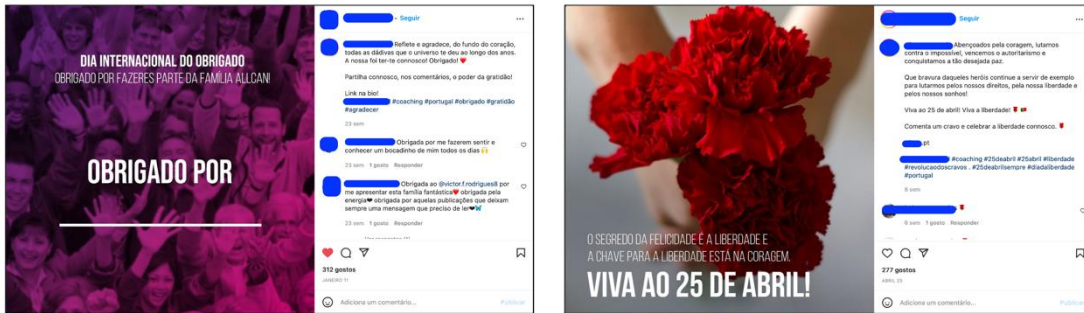 DIA INTERNACIONAL DO OBRIGADO
OBRIGADO POR FAZERES PARTE DA FAMÍLIA ALLCAN!
OBRIGADO POR
• Seguir
Reflete e agradece, do fundo do coração,
todas as dádivas que o universo te deu ao longo dos anos.
A nossa foi ter-te connosco! Obrigado! ❤️
Partilha connosco, nos comentários, o poder da gratidão!
Link na bio!
#coaching #portugal #obrigado #gratidão
#agradecer
23 sem
Obrigada por me fazerem sentir e
conhecer um bocadinho de mim todos os dias 🙌
23 sem 1 gosto Responder
Obrigada ao @victor.f.rodrigues8 por
me apresentar esta família fantástica❤️ obrigada pela
energia❤ obrigada por aquelas publicações que deixam
sempre uma mensagem que preciso de ler❤🦋
23 sem 1 gosto Responder
312 gostos
JANEIRO 11
Adiciona um comentário...
Publicar
O SEGREDO DA FELICIDADE É A LIBERDADE E
A CHAVE PARA A LIBERDADE ESTÁ NA CORAGEM.
VIVA AO 25 DE ABRIL!
Seguir
Abençoados pela coragem, lutamos
contra o impossível, vencemos o autoritarismo e
conquistamos a tão desejada paz.
Que bravura daqueles heróis continue a servir de exemplo
para lutarmos pelos nossos direitos, pela nossa liberdade e
pelos nossos sonhos!
Viva ao 25 de abril! Viva a liberdade! 🌹 🇵🇹
Comenta um cravo e celebrar a liberdade connosco. 🌹
.pt
#coaching #25deabril #25abril #liberdade
#revolucaodoscravos . #25deabrilsempre #diadaliberdade
#portugal
9 sem
9 sem 1 gosto Responder
277 gostos
ABRIL 25
Adiciona um comentário...
Publicar